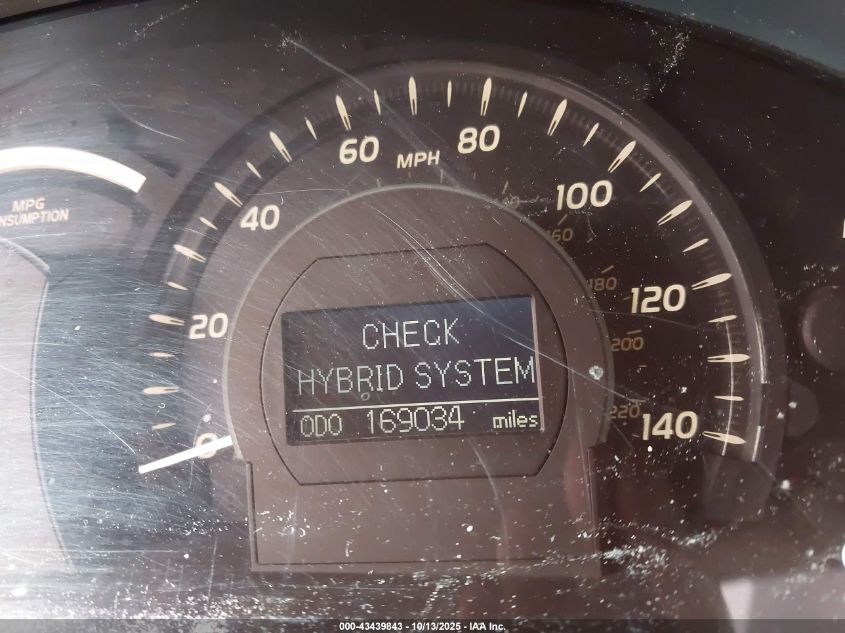 MPG
NSUMPTION
0
20
40
60
MPH
80
100
120
140
160
180
200
220
CHECK
HYBRID SYSTEM
ODO 169034 miles
000-43439843 - 10/13/2025 - IAA Inc.